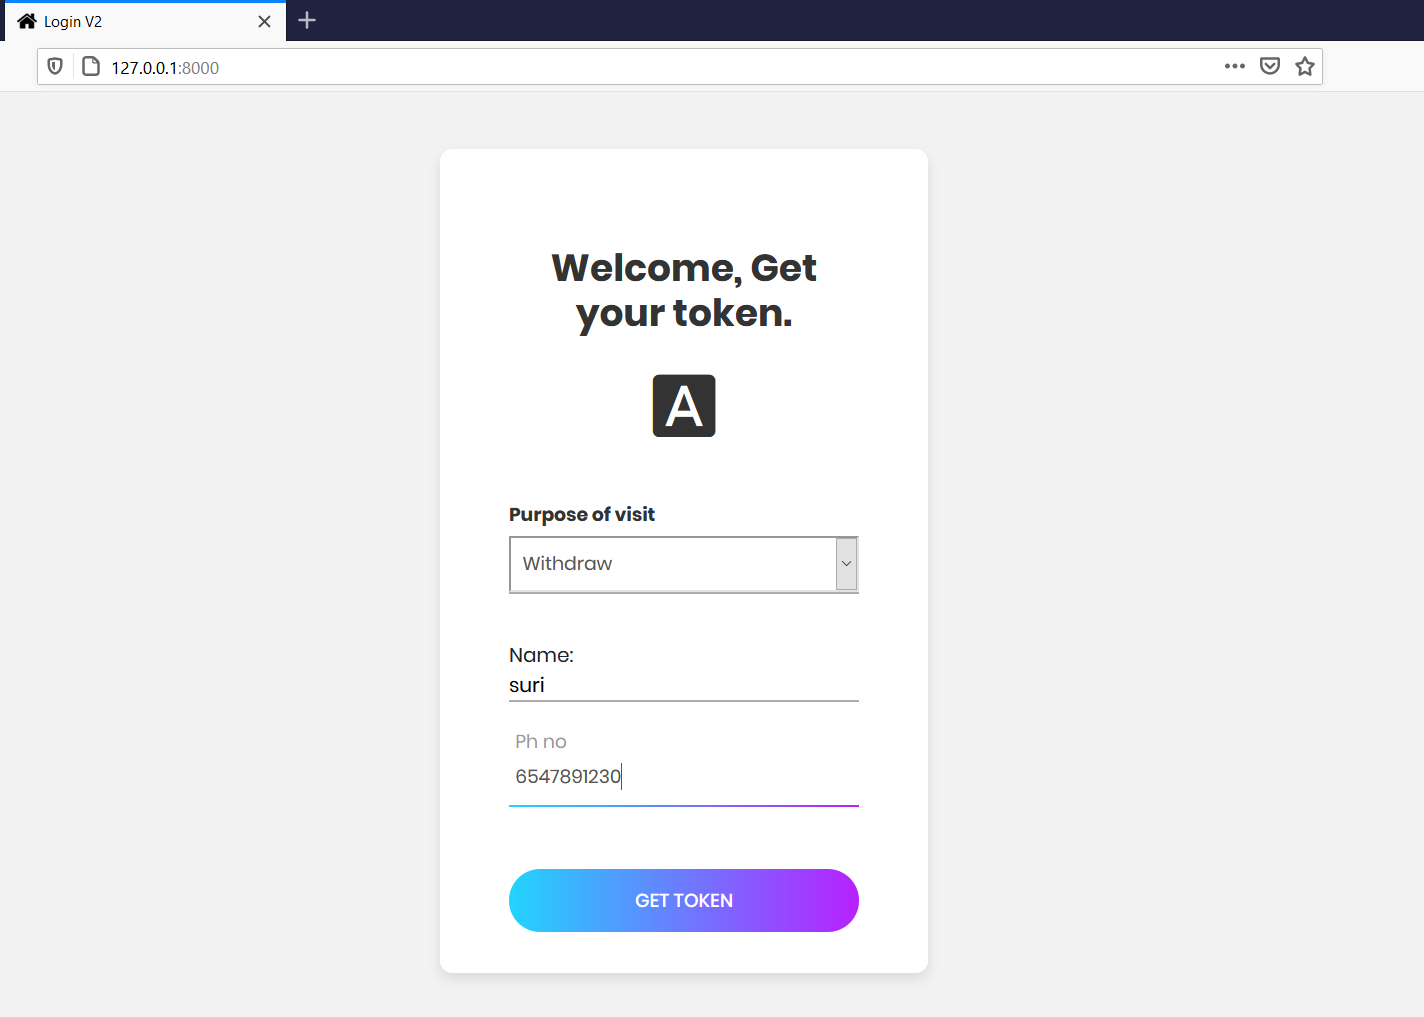 Login V2
127.0.0.1:8000
Welcome, Get
your token.
A
Purpose of visit
Withdraw
Name:
suri
Ph no
6547891230
GET TOKEN